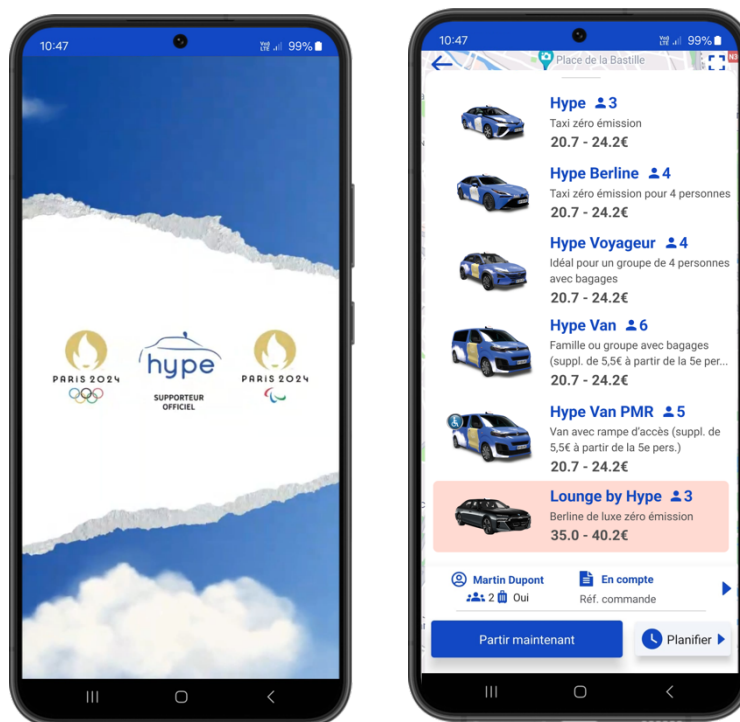 10:47
Vo) LTE 99%
PARIS 2024
hype
SUPPORTEUR
OFFICIEL
PARIS 2024
10:47
Vo) LTE 99%
Place de la Bastille
N3
Hype 3
Taxi zéro émission
20.7 - 24.2€
Hype Berline 4
Taxi zéro émission pour 4 personnes
20.7 - 24.2€
Hype Voyageur 4
Idéal pour un groupe de 4 personnes
avec bagages
20.7 - 24.2€
Hype Van 6
Famille ou groupe avec bagages
(suppl. de 5,5€ à partir de la 5e per...
20.7 - 24.2€
Hype Van PMR 5
Van avec rampe d'accès (suppl. de
5,5€ à partir de la 5e pers.)
20.7 - 24.2€
Lounge by Hype 3
Berline de luxe zéro émission
35.0 - 40.2€
Martin Dupont
2 Oui
En compte
Réf. commande
Partir maintenant
Planifier